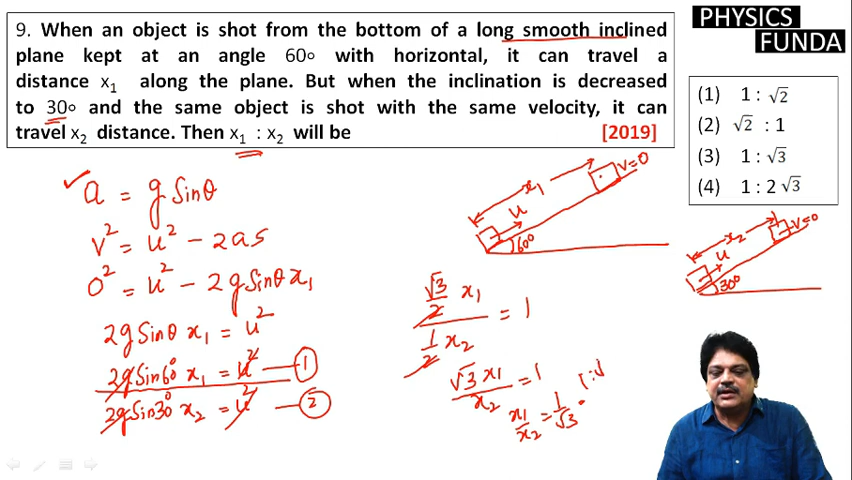 PHYSICS
FUNDA
9. When an object is shot from the bottom of a long smooth inclined
plane kept at an angle 60° with horizontal, it can travel a
distance x₁ along the plane. But when the inclination is decreased
to 30° and the same object is shot with the same velocity, it can
travel x₂ distance. Then x₁ : x₂ will be [2019]
(1) 1 : √2
(2) √2 : 1
(3) 1 : √3
(4) 1 : 2√3
✓a = g Sinθ
v² = u² - 2as
0² = u² - 2g Sinθ x₁
2g Sinθ x₁ = u²
2g Sin60° x₁ = u² — ①
2g Sin30° x₂ = u² — ②
x₁
v=0
u
60°
x₂
v=0
u
30°
√3/2 x₁ / 1/2 x₂ = 1
√3 x₁ / x₂ = 1
x₁/x₂ = 1/√3
1:√